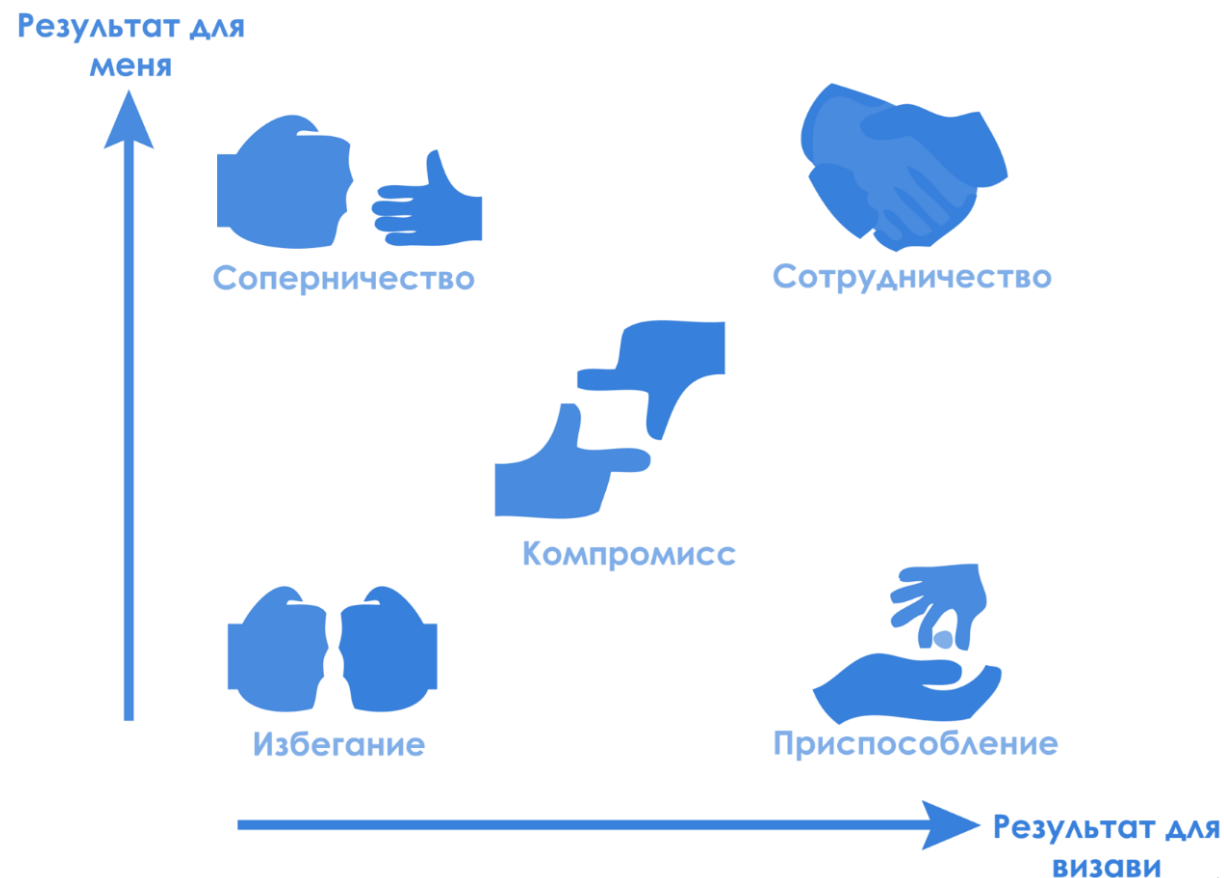 Результат для
меня
Соперничество
Сотрудничество
Компромисс
Избегание
Приспособление
Результат для
визави